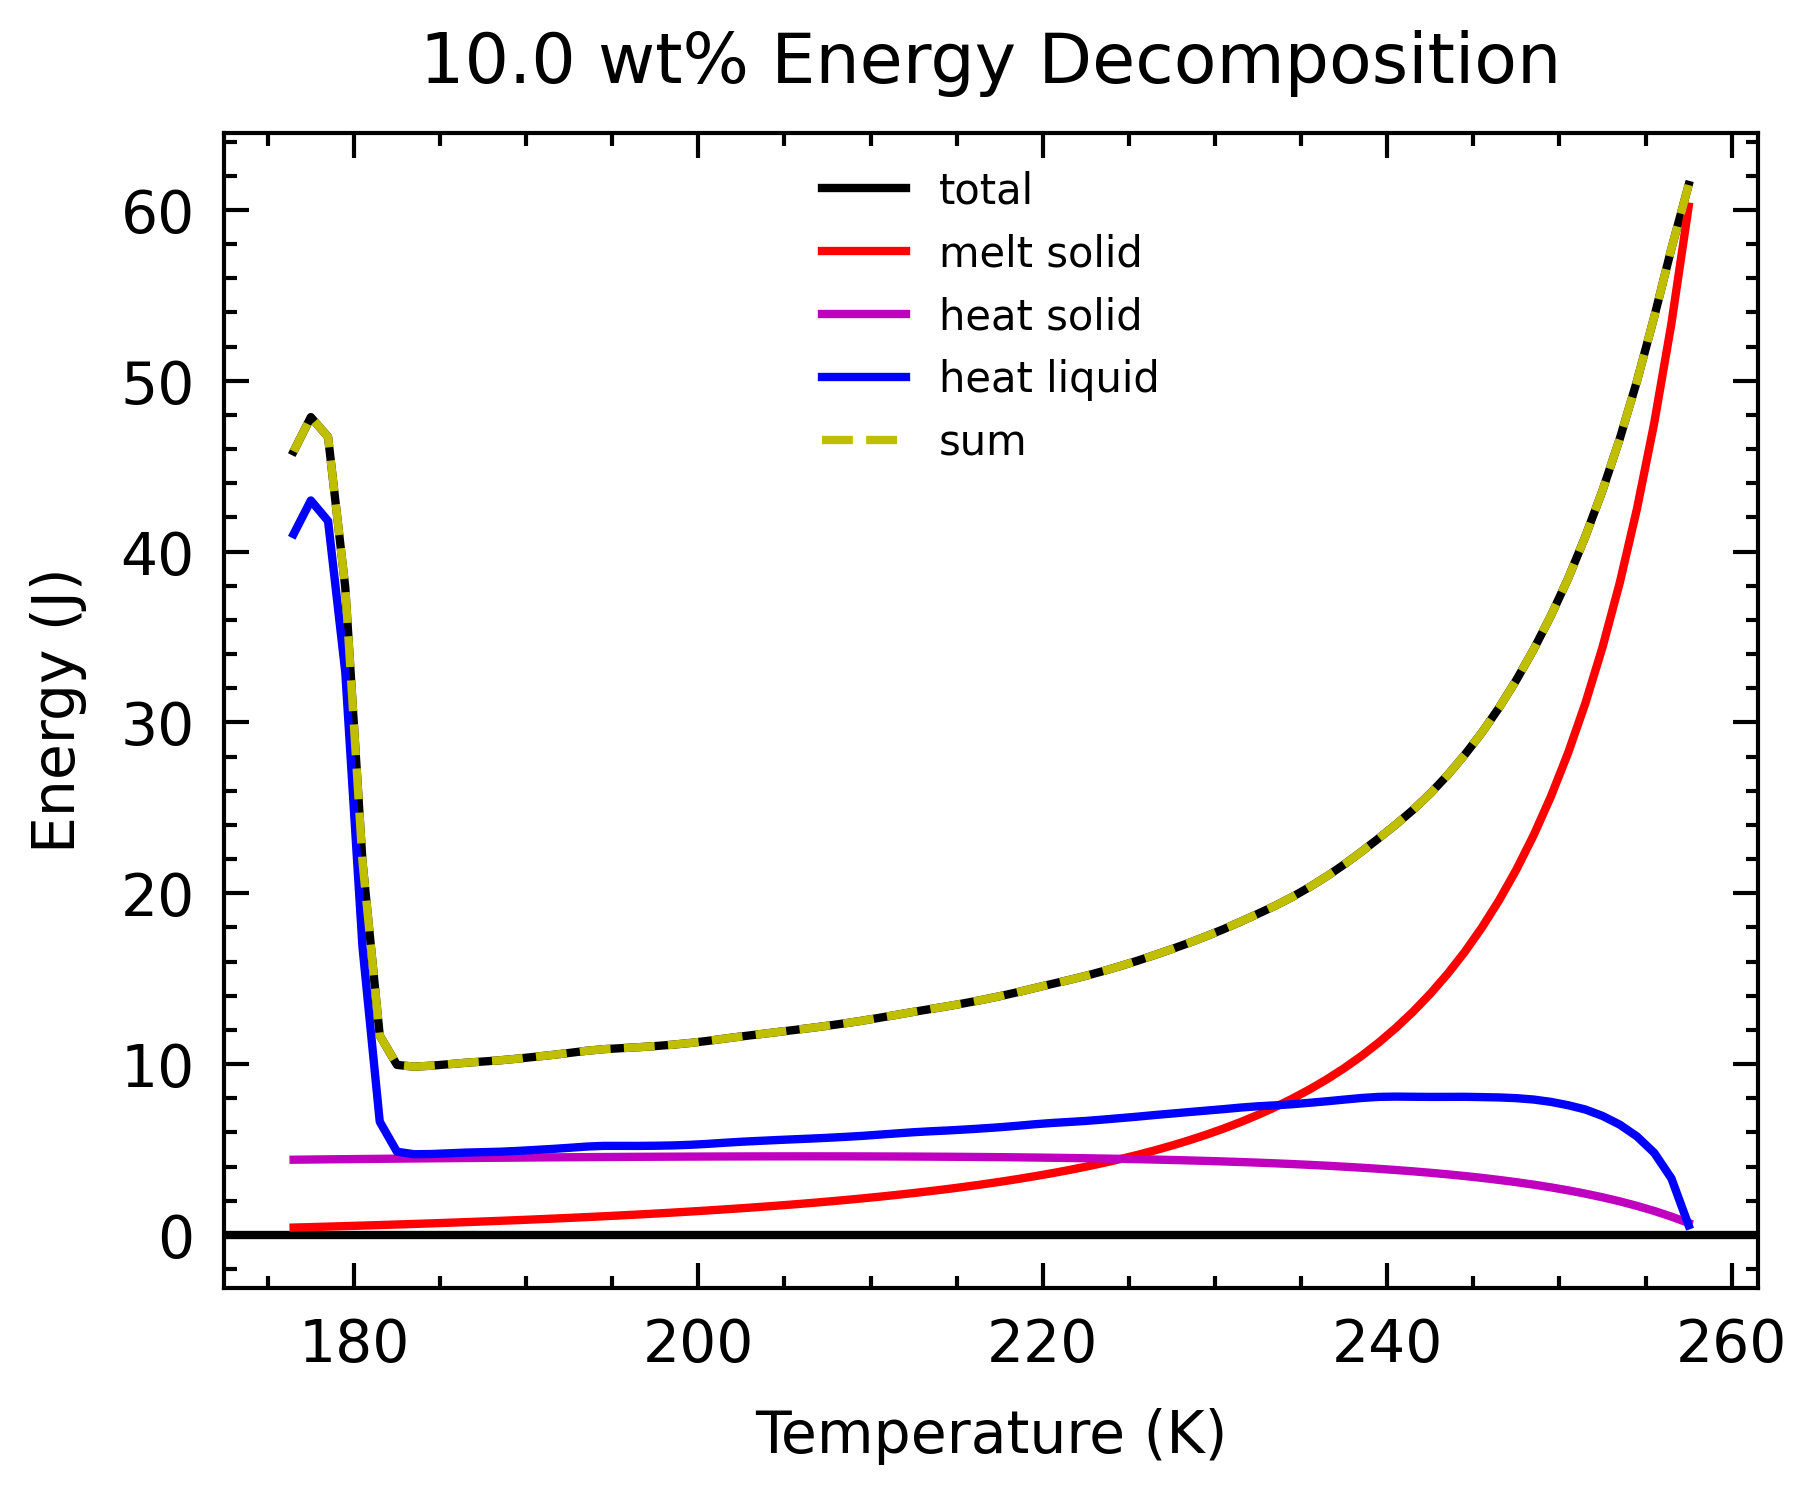 10.0 wt% Energy Decomposition
total
melt solid
heat solid
heat liquid
sum
60
50
40
30
20
10
0
Energy (J)
180 200 220 240 260
Temperature (K)